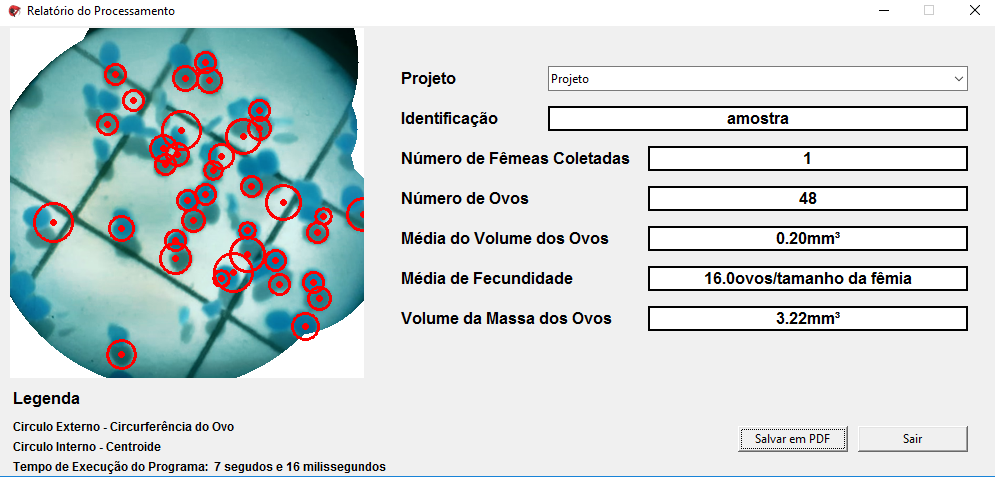 Relatório do Processamento
Projeto
Projeto
Identificação
amostra
Número de Fêmeas Coletadas
1
Número de Ovos
48
Média do Volume dos Ovos
0.20mm³
Média de Fecundidade
16.0ovos/tamanho da fêmia
Volume da Massa dos Ovos
3.22mm³
Legenda
Circulo Externo - Circurferência do Ovo
Circulo Interno - Centroide
Tempo de Execução do Programa: 7 segudos e 16 milissegundos
Salvar em PDF
Sair